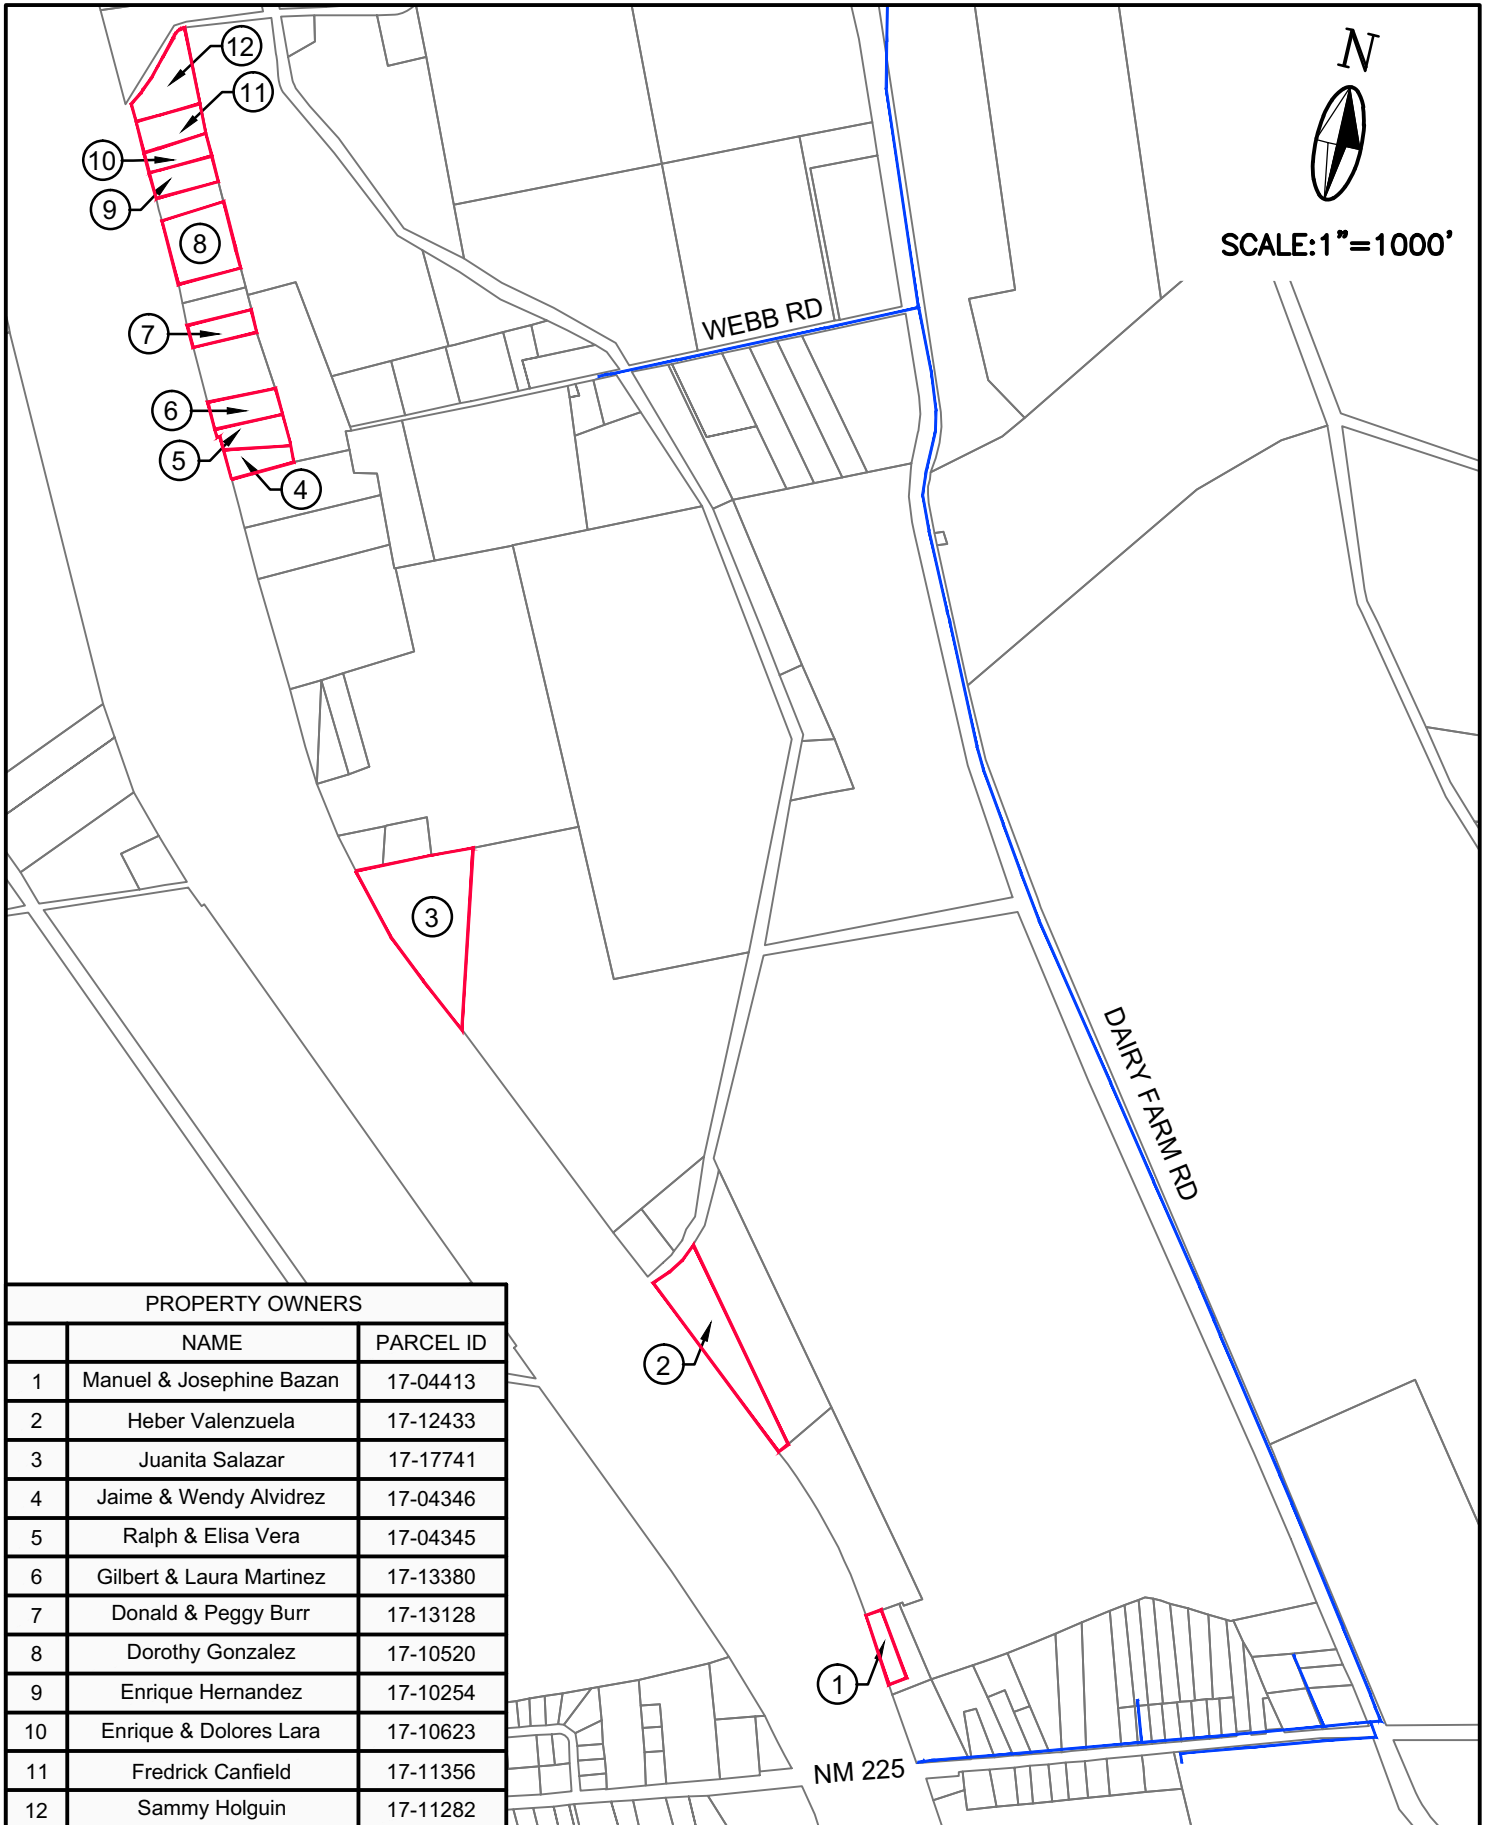 N
SCALE:1"=1000'
12
11
10
9
8
7
6
5
4
WEBB RD
3
DAIRY FARM RD
2
1
NM 225
PROPERTY OWNERS
NAME PARCEL ID
1 Manuel & Josephine Bazan 17-04413
2 Heber Valenzuela 17-12433
3 Juanita Salazar 17-17741
4 Jaime & Wendy Alvidrez 17-04346
5 Ralph & Elisa Vera 17-04345
6 Gilbert & Laura Martinez 17-13380
7 Donald & Peggy Burr 17-13128
8 Dorothy Gonzalez 17-10520
9 Enrique Hernandez 17-10254
10 Enrique & Dolores Lara 17-10623
11 Fredrick Canfield 17-11356
12 Sammy Holguin 17-11282